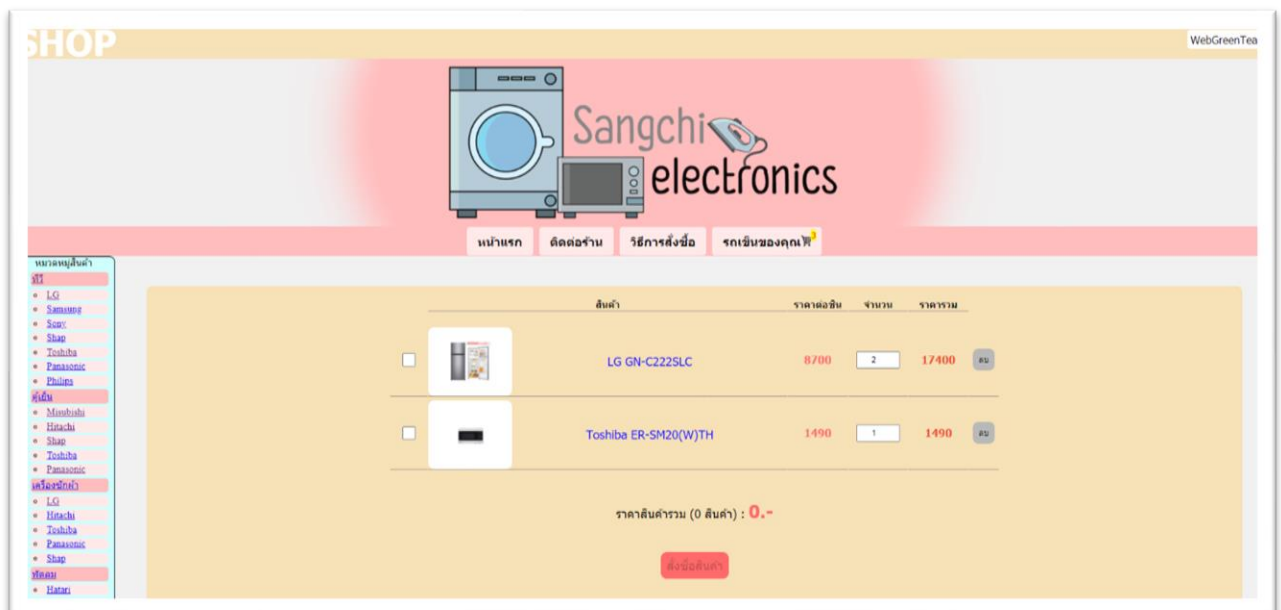 SHOP
WebGreenTea
Sangchi
electronics
หน้าแรก ติดต่อร้าน วิธีการสั่งซื้อ รถเข็นของคุณ 3
หมวดหมู่สินค้า
ทีวี
LG
Samsung
Sony
Shap
Toshiba
Panasonic
Philips
ตู้เย็น
Misubishi
Hitachi
Shap
Toshiba
Panasonic
เครื่องซักผ้า
LG
Hitachi
Toshiba
Panasonic
Shap
พัดลม
Hatari
สินค้า ราคาต่อชิ้น จำนวน ราคารวม
LG GN-C222SLC 8700 2 17400 ลบ
Toshiba ER-SM20(W)TH 1490 1 1490 ลบ
ราคาสินค้ารวม (0 สินค้า) : 0.-
สั่งซื้อสินค้า